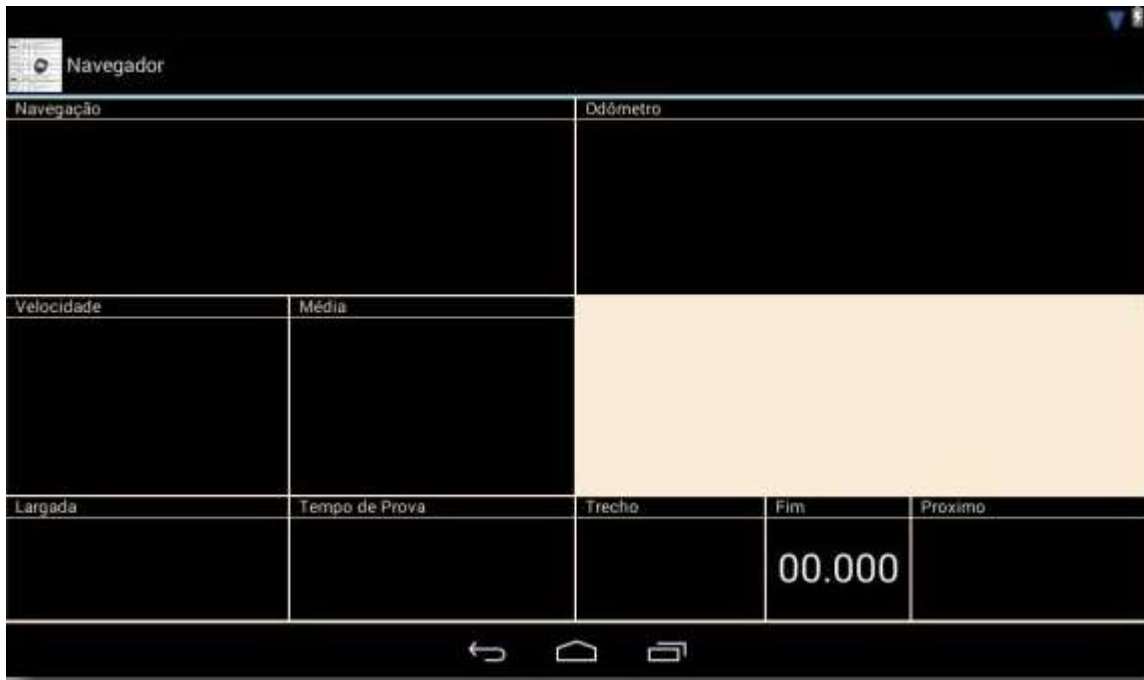 Navegador
Navegação
Odômetro
Velocidade
Média
Largada
Tempo de Prova
Trecho
Fim
Proximo
00.000